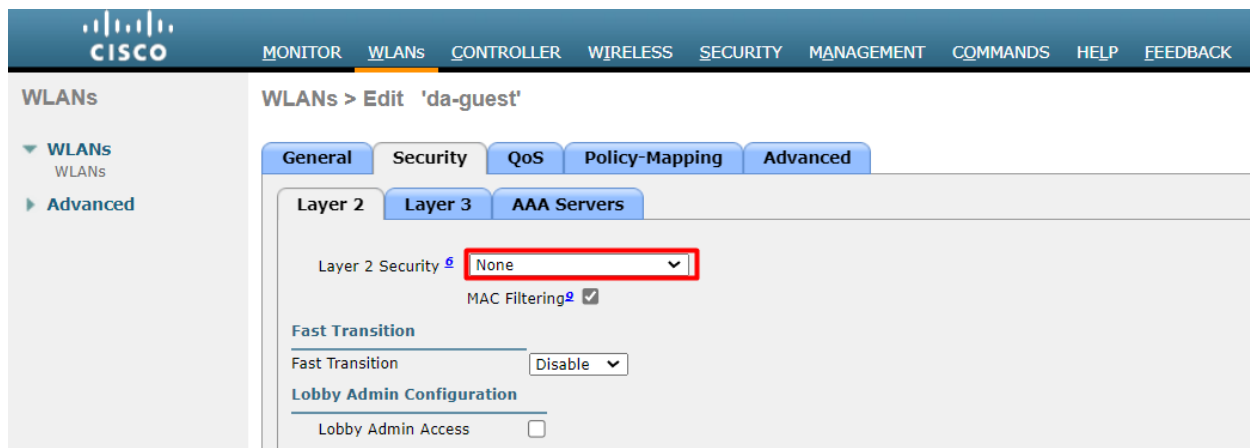 CISCO
MONITOR WLANs CONTROLLER WIRELESS SECURITY MANAGEMENT COMMANDS HELP FEEDBACK
WLANs
WLANs > Edit 'da-guest'
WLANs
WLANs
Advanced
General Security QoS Policy-Mapping Advanced
Layer 2 Layer 3 AAA Servers
Layer 2 Security 6 None
MAC Filtering 9
Fast Transition
Fast Transition Disable
Lobby Admin Configuration
Lobby Admin Access